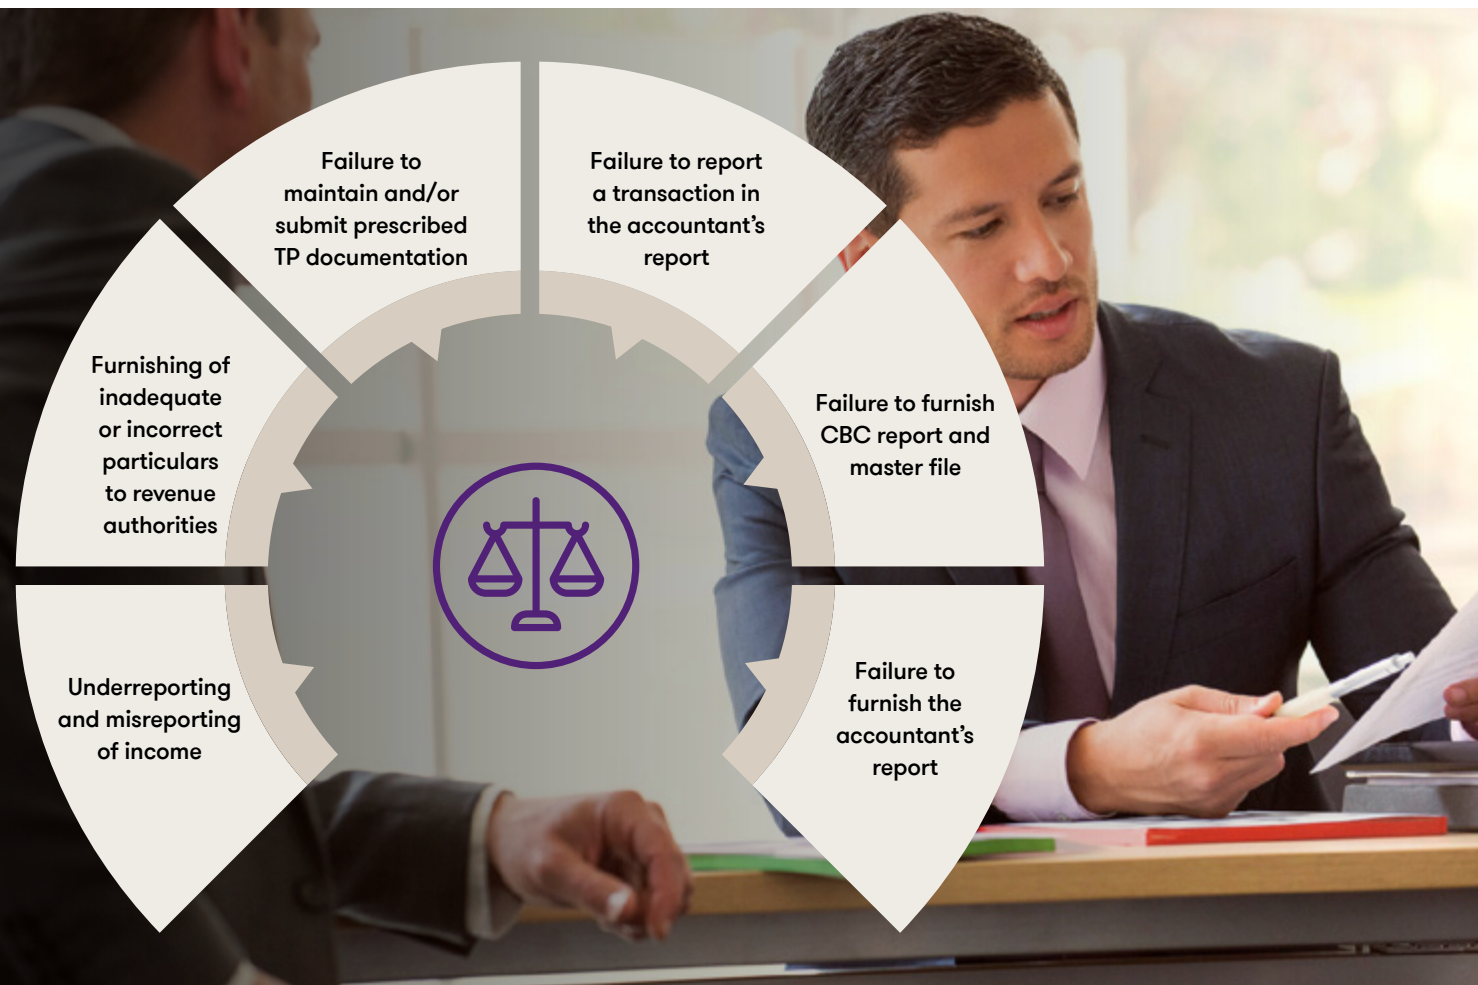 Failure to
maintain and/or
submit prescribed
TP documentation
Failure to report
a transaction in
the accountant's
report
Furnishing of
inadequate
or incorrect
particulars
to revenue
authorities
Failure to furnish
CBC report and
master file
Underreporting
and misreporting
of income
Failure to
furnish the
accountant's
report